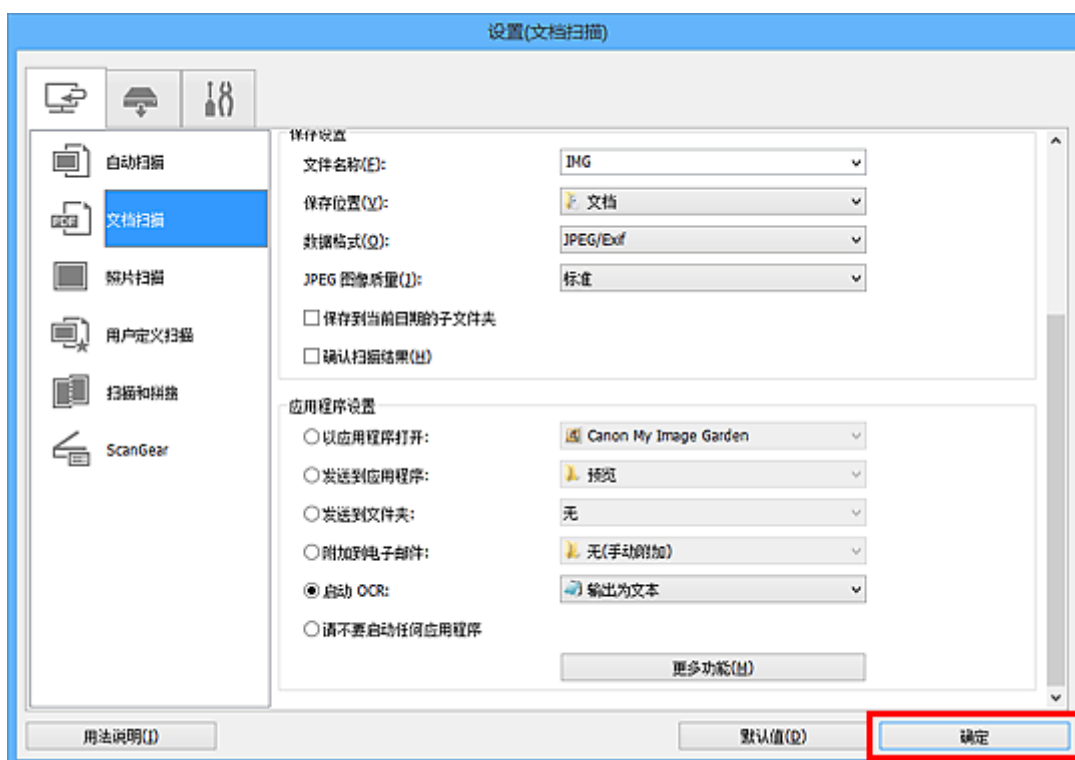 设置(文档扫描)
自动扫描
PDF
文档扫描
照片扫描
用户定义扫描
扫描和拼接
ScanGear
保存设置
文件名称(F): IMG
保存位置(V): 文档
数据格式(O): JPEG/Exif
JPEG 图像质量(J): 标准
保存到当前日期的子文件夹
确认扫描结果(H)
应用程序设置
以应用程序打开: Canon My Image Garden
发送到应用程序: 预览
发送到文件夹: 无
附加到电子邮件: 无(手动附加)
启动 OCR: 输出为文本
请不要启动任何应用程序
更多功能(M)
用法说明(I) 默认值(D) 确定